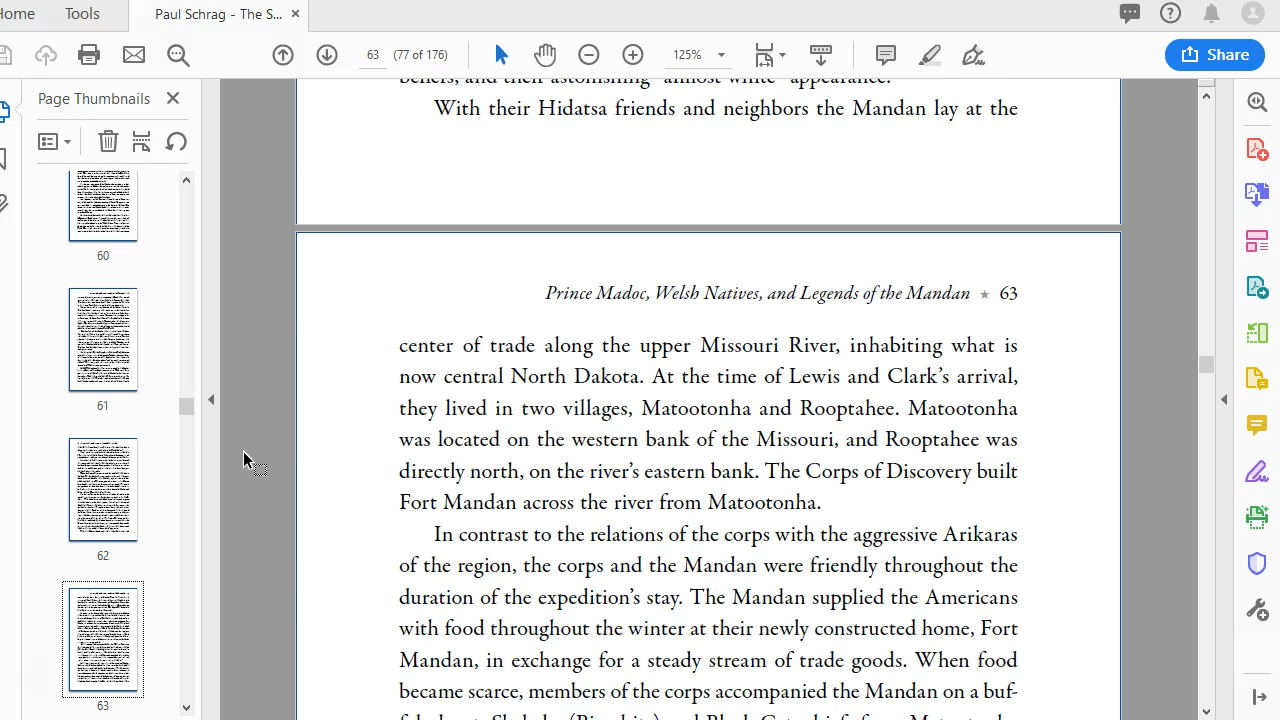 Home
Tools
Paul Schrag - The S...
63
(77 of 176)
125%
Share
Page Thumbnails
60
61
62
63
beliefs, and their astonishing "almost white" appearance.
With their Hidatsa friends and neighbors the Mandan lay at the
Prince Madoc, Welsh Natives, and Legends of the Mandan ★ 63
center of trade along the upper Missouri River, inhabiting what is
now central North Dakota. At the time of Lewis and Clark's arrival,
they lived in two villages, Matootonha and Rooptahee. Matootonha
was located on the western bank of the Missouri, and Rooptahee was
directly north, on the river's eastern bank. The Corps of Discovery built
Fort Mandan across the river from Matootonha.
In contrast to the relations of the corps with the aggressive Arikaras
of the region, the corps and the Mandan were friendly throughout the
duration of the expedition's stay. The Mandan supplied the Americans
with food throughout the winter at their newly constructed home, Fort
Mandan, in exchange for a steady stream of trade goods. When food
became scarce, members of the corps accompanied the Mandan on a buf-